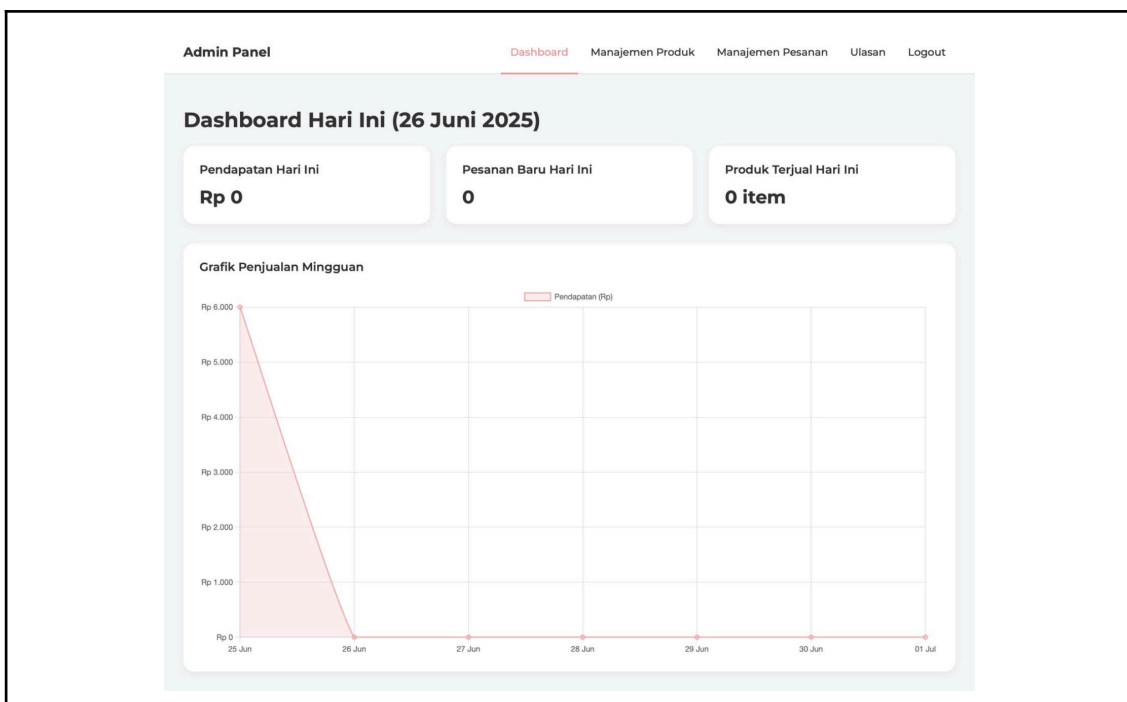 Admin Panel
Dashboard Manajemen Produk Manajemen Pesanan Ulasan Logout
Dashboard Hari Ini (26 Juni 2025)
Pendapatan Hari Ini
Rp 0
Pesanan Baru Hari Ini
0
Produk Terjual Hari Ini
0 item
Grafik Penjualan Mingguan
Pendapatan (Rp)
Rp 6.000
Rp 5.000
Rp 4.000
Rp 3.000
Rp 2.000
Rp 1.000
Rp 0
25 Jun 26 Jun 27 Jun 28 Jun 29 Jun 30 Jun 01 Jul